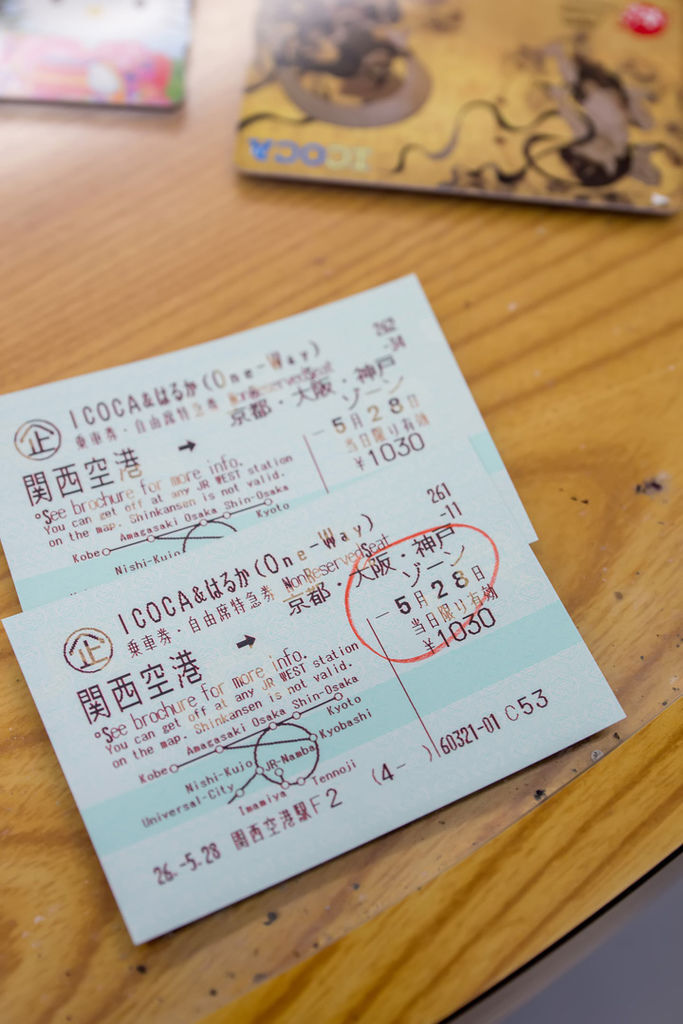 ICOCA
262
-34
企
ICOCA&はるか(One-Way)
乗車券・自由席特急券 NonReservedSeat
関西空港 → 京都・大阪・神戸
ゾーン
-5月28日
当日限り有効
¥1030
°See brochure for more info.
You can get off at any JR WEST station
on the map. Shinkansen is not valid.
Amagasaki Osaka Shin-Osaka
Kobe Kyoto
Nishi-Kujo
261
-11
企
ICOCA&はるか(One-Way)
乗車券・自由席特急券 NonReservedSeat
関西空港 → 京都・大阪・神戸
ゾーン
-5月28日
当日限り有効
¥1030
°See brochure for more info.
You can get off at any JR WEST station
on the map. Shinkansen is not valid.
Amagasaki Osaka Shin-Osaka
Kobe Kyoto
Nishi-Kujo JR-Namba Kyobashi
Universal-City Imamiya Tennoji
26.-5.28 関西空港駅F2 (4- ) 60321-01 C53